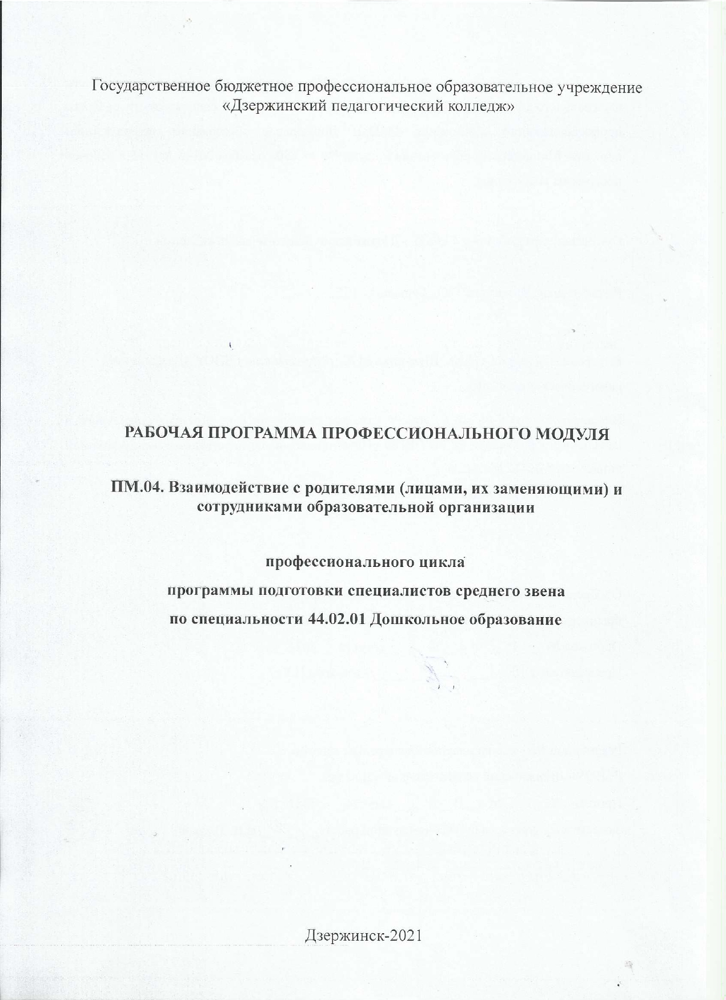 Государственное бюджетное профессиональное образовательное учреждение
«Дзержинский педагогический колледж»
РАБОЧАЯ ПРОГРАММА ПРОФЕССИОНАЛЬНОГО МОДУЛЯ
ПМ.04. Взаимодействие с родителями (лицами, их заменяющими) и
сотрудниками образовательной организации
профессионального цикла
программы подготовки специалистов среднего звена
по специальности 44.02.01 Дошкольное образование
Дзержинск-2021